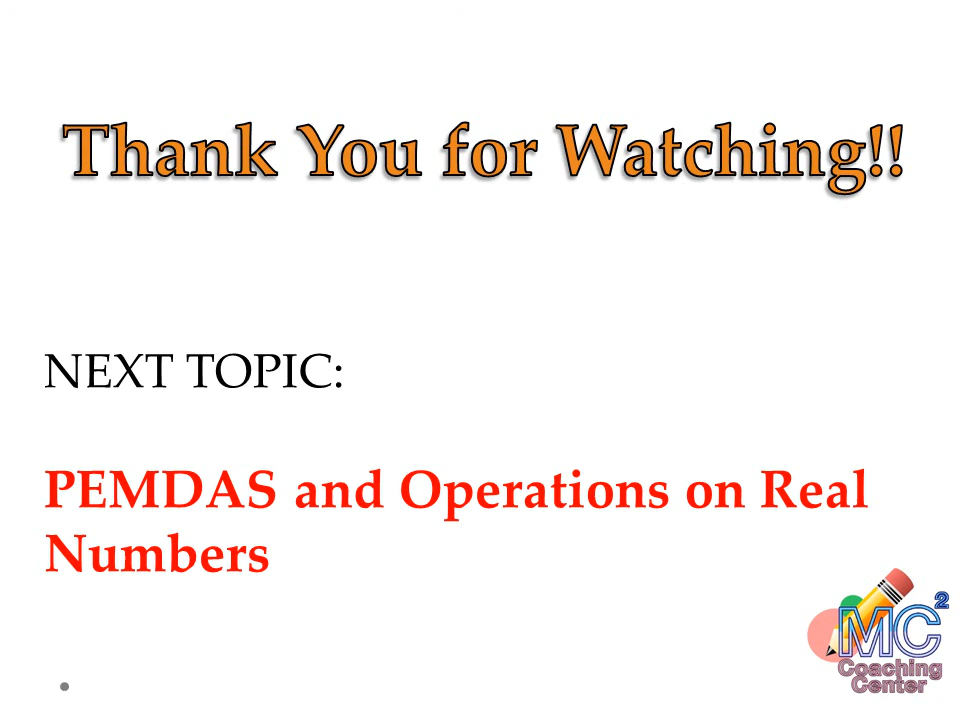 Thank You for Watching!!
NEXT TOPIC:
PEMDAS and Operations on Real
Numbers
MC²
Coaching
Center